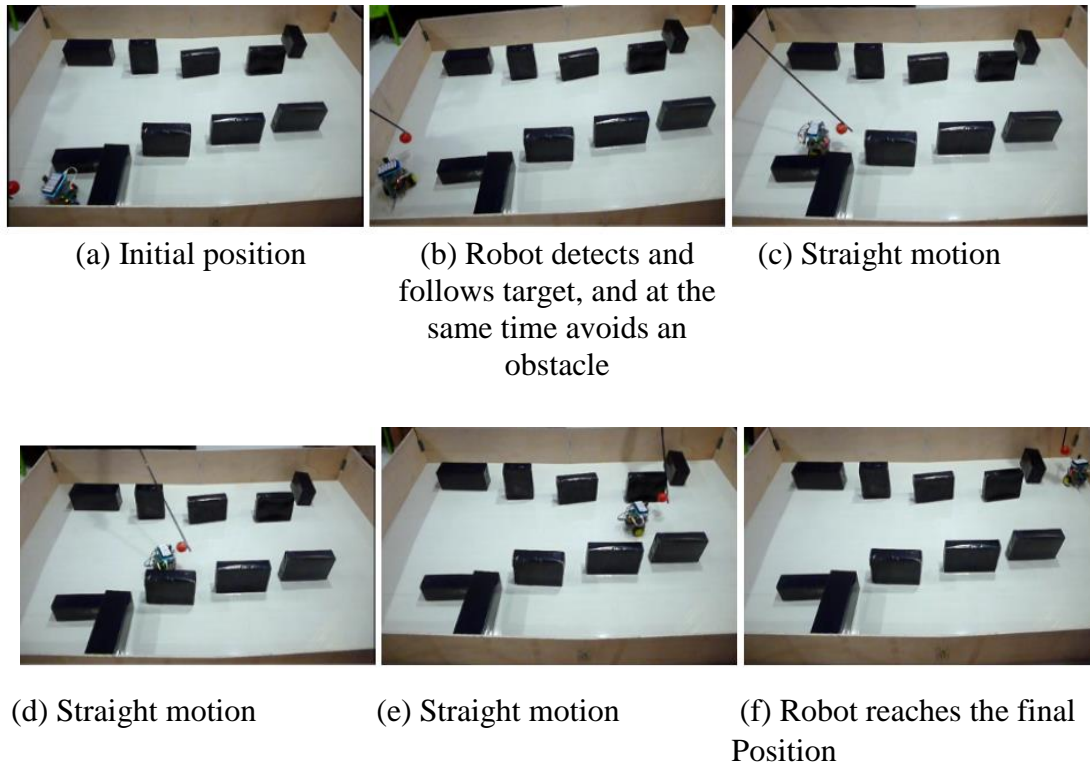 (a) Initial position
(b) Robot detects and
follows target, and at the
same time avoids an
obstacle
(c) Straight motion
(d) Straight motion
(e) Straight motion
(f) Robot reaches the final
Position